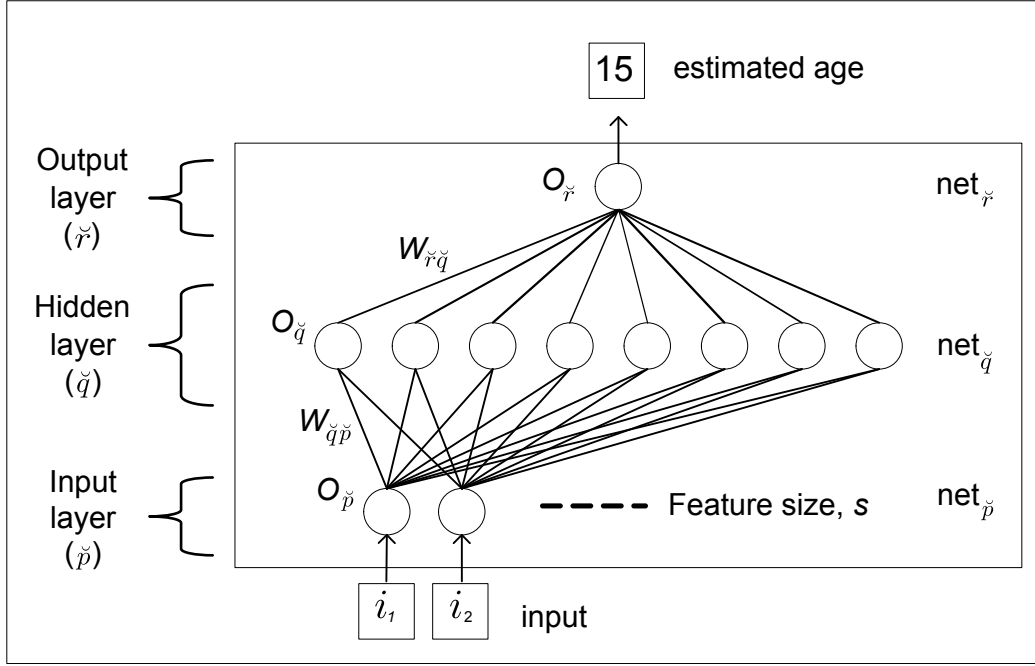 15
estimated age
Output
layer
(r̆)
O_r̆
net_r̆
W_r̆q̆
Hidden
layer
(q̆)
O_q̆
net_q̆
W_q̆p̆
Input
layer
(p̆)
O_p̆
Feature size, s
net_p̆
i₁
i₂
input